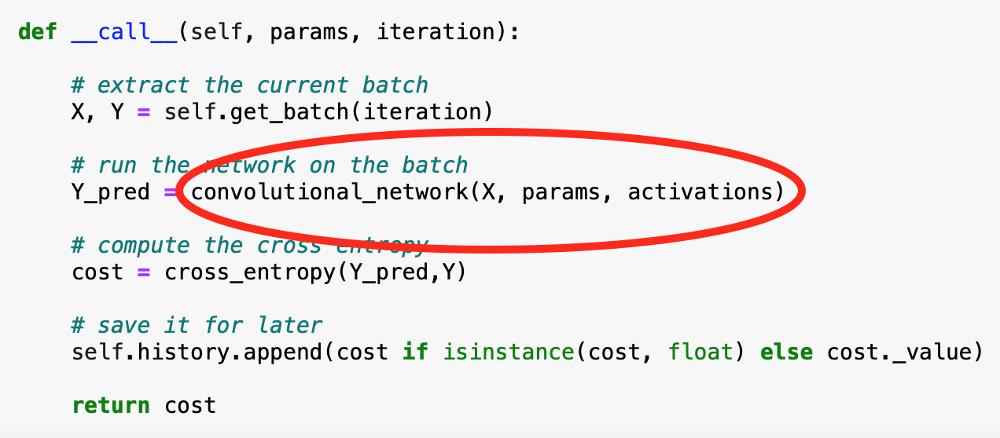 def __call__(self, params, iteration):
# extract the current batch
X, Y = self.get_batch(iteration)
# run the network on the batch
Y_pred = convolutional_network(X, params, activations)
# compute the cross entropy
cost = cross_entropy(Y_pred,Y)
# save it for later
self.history.append(cost if isinstance(cost, float) else cost._value)
return cost